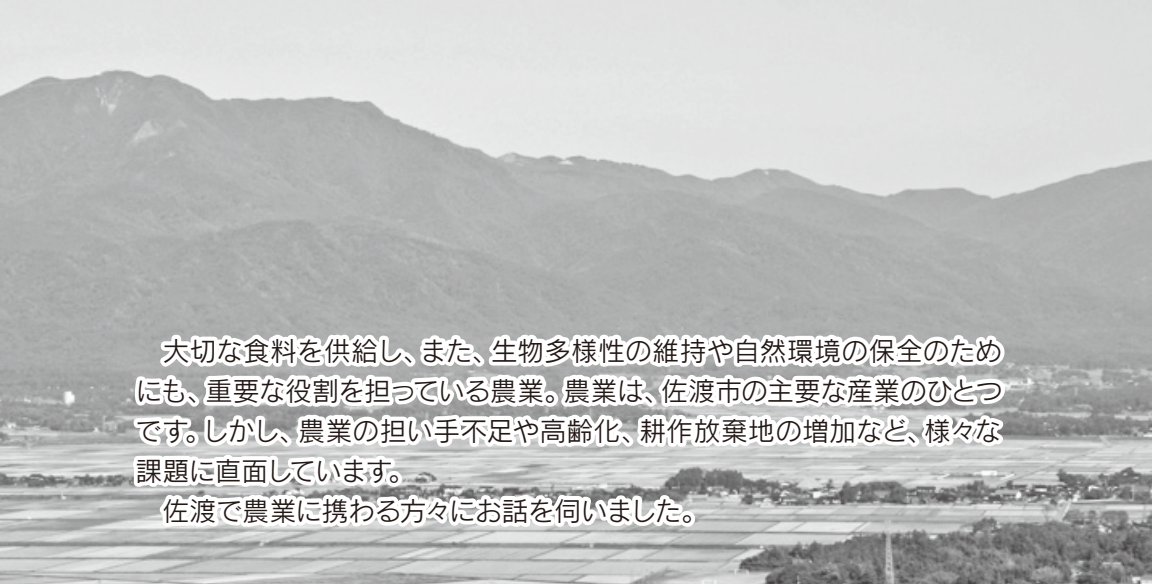 大切な食料を供給し、また、生物多様性の維持や自然環境の保全のため
にも、重要な役割を担っている農業。農業は、佐渡市の主要な産業のひとつ
です。しかし、農業の担い手不足や高齢化、耕作放棄地の増加など、様々な
課題に直面しています。
　佐渡で農業に携わる方々にお話を伺いました。